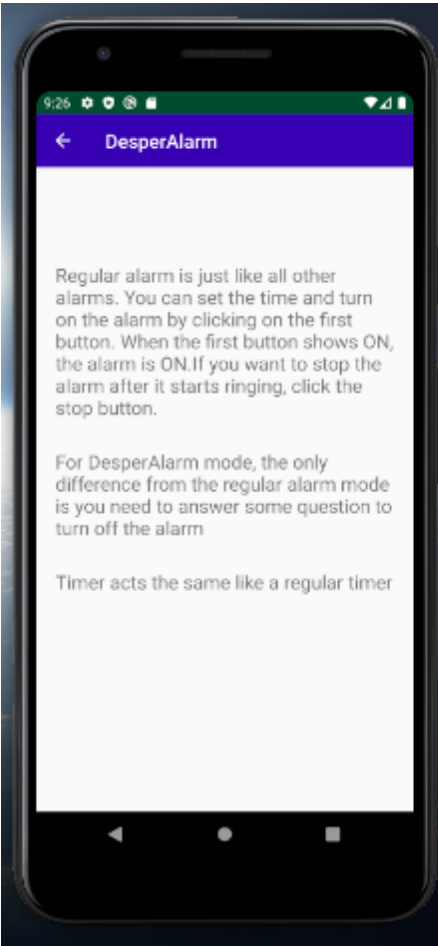 9:26
DesperAlarm
Regular alarm is just like all other
alarms. You can set the time and turn
on the alarm by clicking on the first
button. When the first button shows ON,
the alarm is ON.If you want to stop the
alarm after it starts ringing, click the
stop button.
For DesperAlarm mode, the only
difference from the regular alarm mode
is you need to answer some question to
turn off the alarm
Timer acts the same like a regular timer